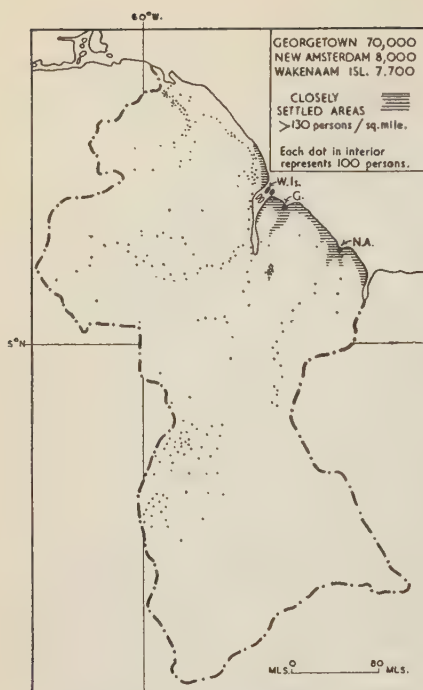 60°W.
GEORGETOWN 70,000
NEW AMSTERDAM 8,000
WAKENAAM ISL. 7.700
CLOSELY
SETTLED AREAS
>130 persons / sq.mile.
Each dot in interior
represents 100 persons.
W.Is.
G.
N.A.
5°N
0 80
MLS. MLS.